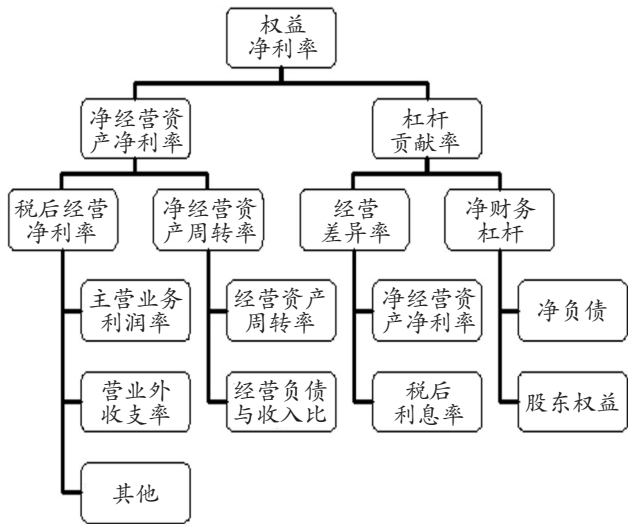 权益
净利率
净经营资
产净利率
杠杆
贡献率
税后经营
净利率
净经营资
产周转率
经营
差异率
净财务
杠杆
主营业务
利润率
经营资产
周转率
净经营资
产净利率
净负债
营业外
收支率
经营负债
与收入比
税后
利息率
股东权益
其他